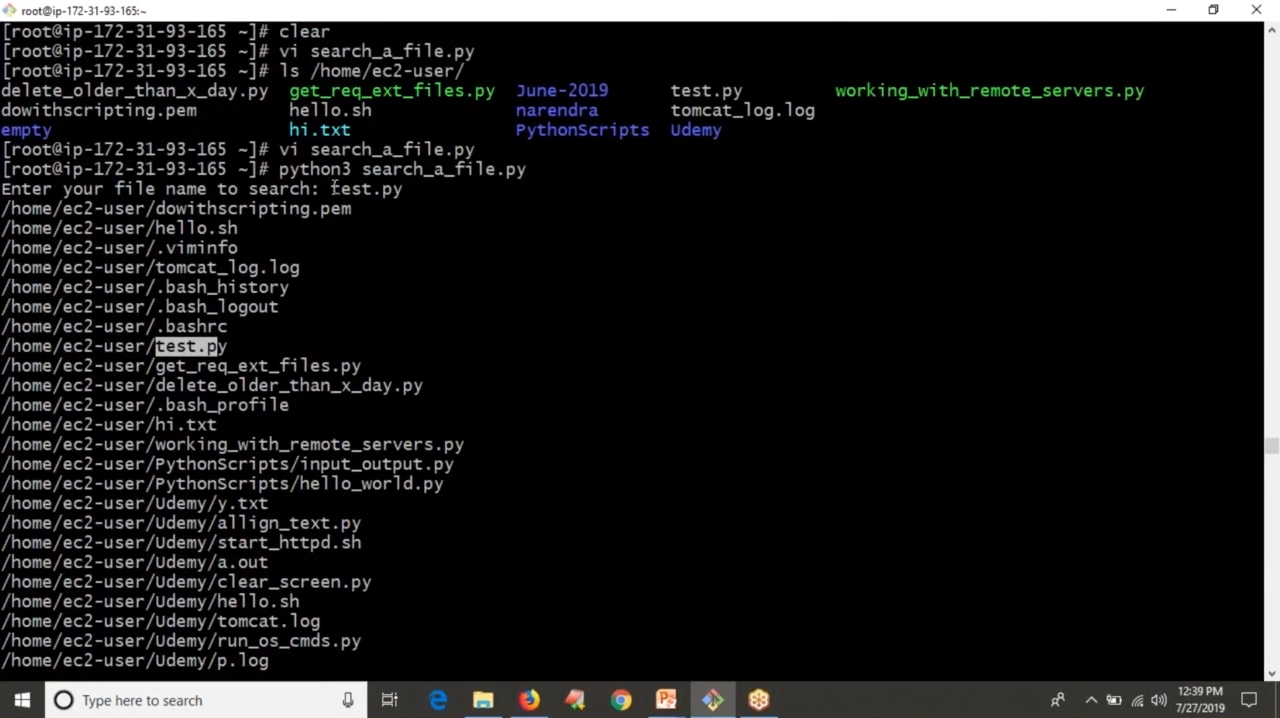 root@ip-172-31-93-165:~
[root@ip-172-31-93-165 ~]# clear
[root@ip-172-31-93-165 ~]# vi search_a_file.py
[root@ip-172-31-93-165 ~]# ls /home/ec2-user/
delete_older_than_x_day.py  get_req_ext_files.py  June-2019  test.py  working_with_remote_servers.py
dowithscripting.pem  hello.sh  narendra  tomcat_log.log
empty  hi.txt  PythonScripts  Udemy
[root@ip-172-31-93-165 ~]# vi search_a_file.py
[root@ip-172-31-93-165 ~]# python3 search_a_file.py
Enter your file name to search: test.py
/home/ec2-user/dowithscripting.pem
/home/ec2-user/hello.sh
/home/ec2-user/.viminfo
/home/ec2-user/tomcat_log.log
/home/ec2-user/.bash_history
/home/ec2-user/.bash_logout
/home/ec2-user/.bashrc
/home/ec2-user/test.py
/home/ec2-user/get_req_ext_files.py
/home/ec2-user/delete_older_than_x_day.py
/home/ec2-user/.bash_profile
/home/ec2-user/hi.txt
/home/ec2-user/working_with_remote_servers.py
/home/ec2-user/PythonScripts/input_output.py
/home/ec2-user/PythonScripts/hello_world.py
/home/ec2-user/Udemy/y.txt
/home/ec2-user/Udemy/allign_text.py
/home/ec2-user/Udemy/start_httpd.sh
/home/ec2-user/Udemy/a.out
/home/ec2-user/Udemy/clear_screen.py
/home/ec2-user/Udemy/hello.sh
/home/ec2-user/Udemy/tomcat.log
/home/ec2-user/Udemy/run_os_cmds.py
/home/ec2-user/Udemy/p.log
Type here to search
12:39 PM
7/27/2019